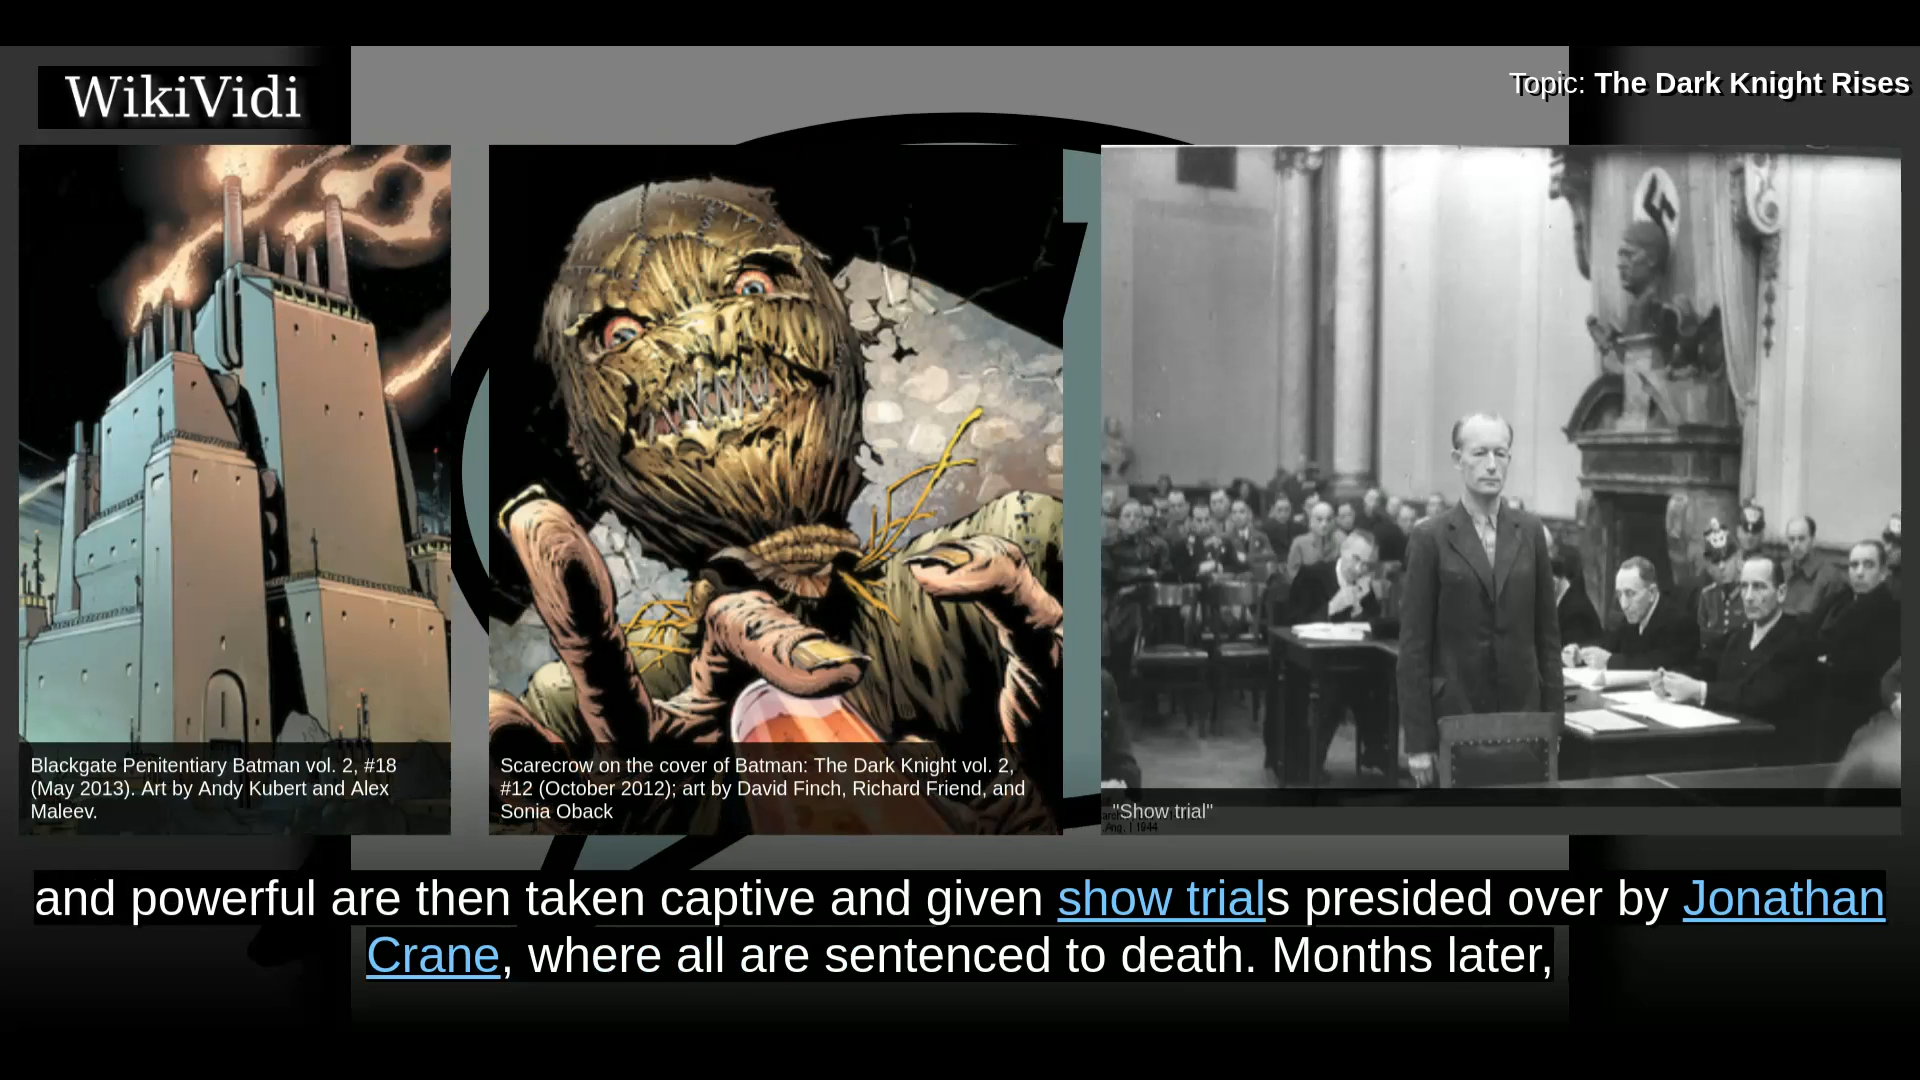 WikiVidi
Topic: The Dark Knight Rises
Blackgate Penitentiary Batman vol. 2, #18
(May 2013). Art by Andy Kubert and Alex
Maleev.
Scarecrow on the cover of Batman: The Dark Knight vol. 2,
#12 (October 2012); art by David Finch, Richard Friend, and
Sonia Oback
"Show trial"
Aug. 1944
and powerful are then taken captive and given show trials presided over by Jonathan
Crane, where all are sentenced to death. Months later,